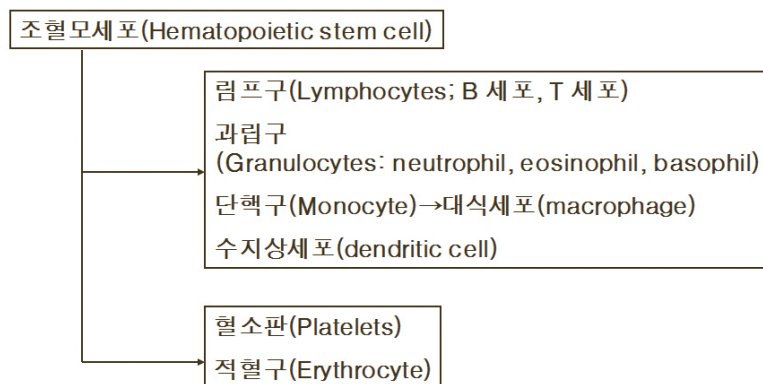 조혈모세포(Hematopoietic stem cell)
림프구(Lymphocytes; B 세포, T 세포)
과립구
(Granulocytes: neutrophil, eosinophil, basophil)
단핵구(Monocyte)→대식세포(macrophage)
수지상세포(dendritic cell)
혈소판(Platelets)
적혈구(Erythrocyte)